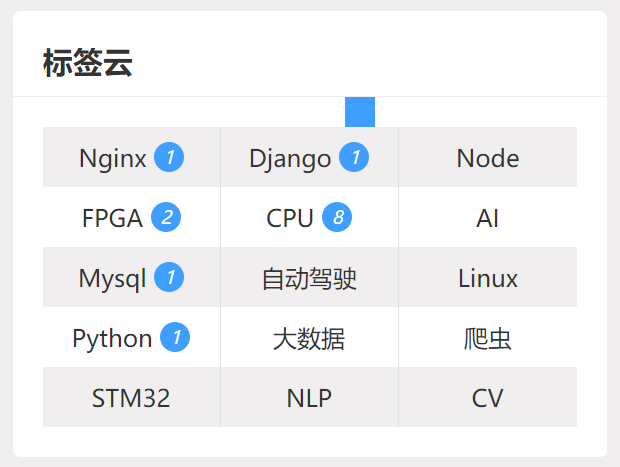 标签云
Nginx 1 Django 1 Node
FPGA 2 CPU 8 AI
Mysql 1 自动驾驶 Linux
Python 1 大数据 爬虫
STM32 NLP CV